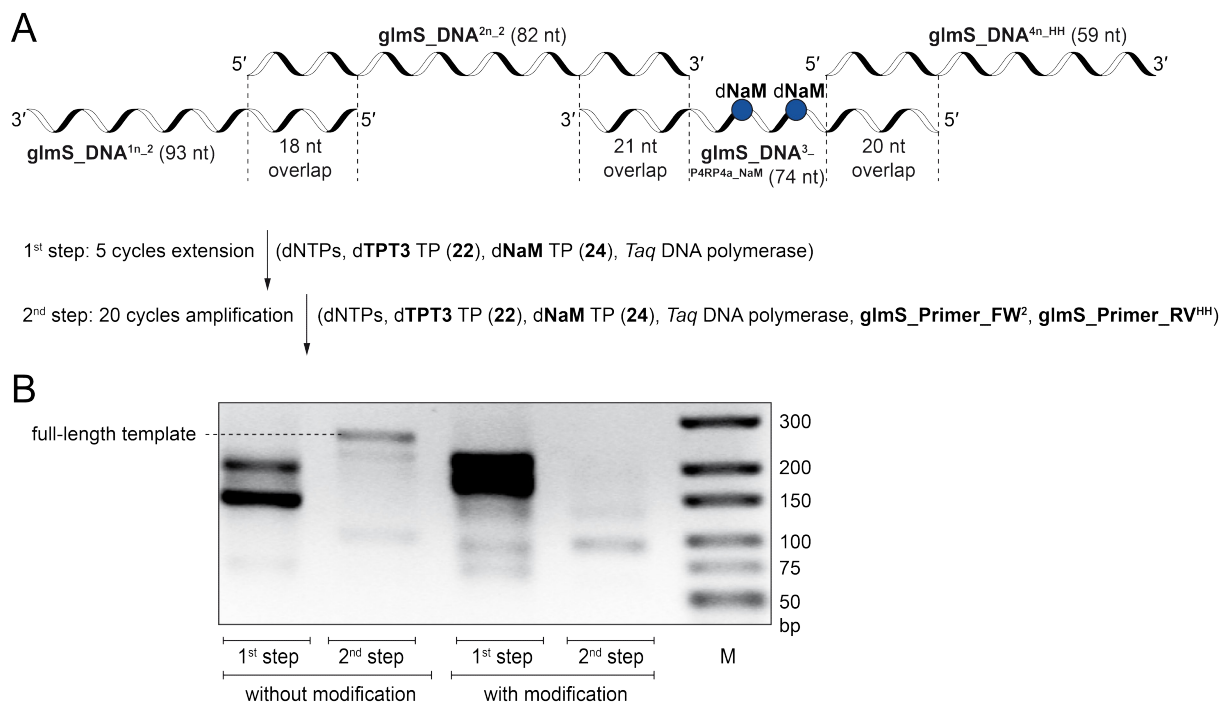 A
glmS_DNA²ⁿ_² (82 nt)
glmS_DNA⁴ⁿ_ᴴᴴ (59 nt)
5′
3′
5′
3′
dNaM dNaM
3′
5′
3′
5′
glmS_DNA¹ⁿ_² (93 nt)
18 nt
overlap
21 nt
overlap
glmS_DNA³⁻
P4RP4a_NaM (74 nt)
20 nt
overlap
1ˢᵗ step: 5 cycles extension
(dNTPs, dTPT3 TP (22), dNaM TP (24), Taq DNA polymerase)
2ⁿᵈ step: 20 cycles amplification
(dNTPs, dTPT3 TP (22), dNaM TP (24), Taq DNA polymerase, glmS_Primer_FW², glmS_Primer_RVᴴᴴ)
B
full-length template
300
200
150
100
75
50
bp
1ˢᵗ step
2ⁿᵈ step
1ˢᵗ step
2ⁿᵈ step
M
without modification
with modification